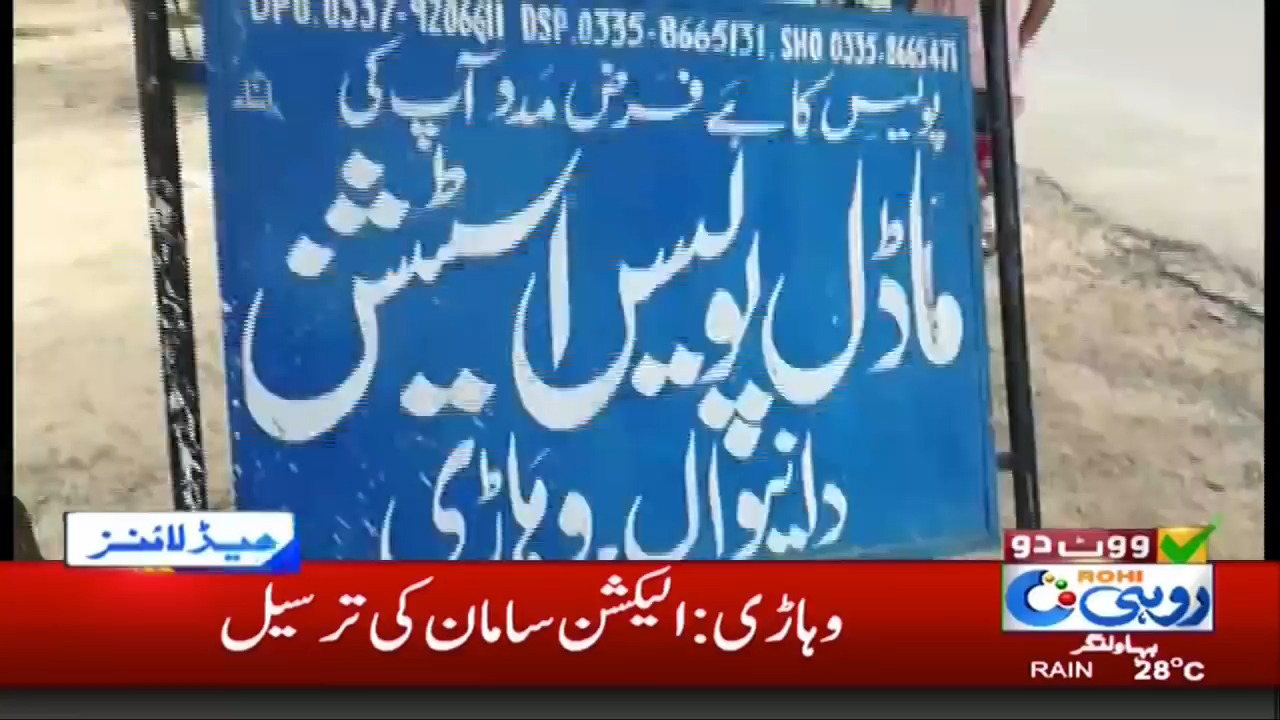 DPO.0337-9206611 DSP.0335-8665131. SHO 0335-8665471
پولیس کا ہے فرض مدد آپ کی
ماڈل پولیس اسٹیشن
دانیوال۔ وہاڑی
ہیڈ لائنز
وہاڑی: الیکشن سامان کی ترسیل
ووٹ دو
ROHI
روہی
بہاولنگر
RAIN 28°C